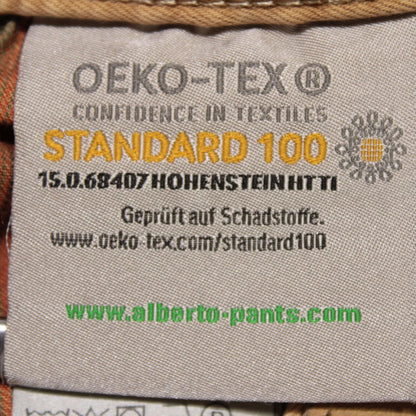 OEKO-TEX®
CONFIDENCE IN TEXTILES
STANDARD 100
15.0.68407 HOHENSTEIN HTTI
Geprüft auf Schadstoffe.
www.oeko-tex.com/standard100
www.alberto-pants.com